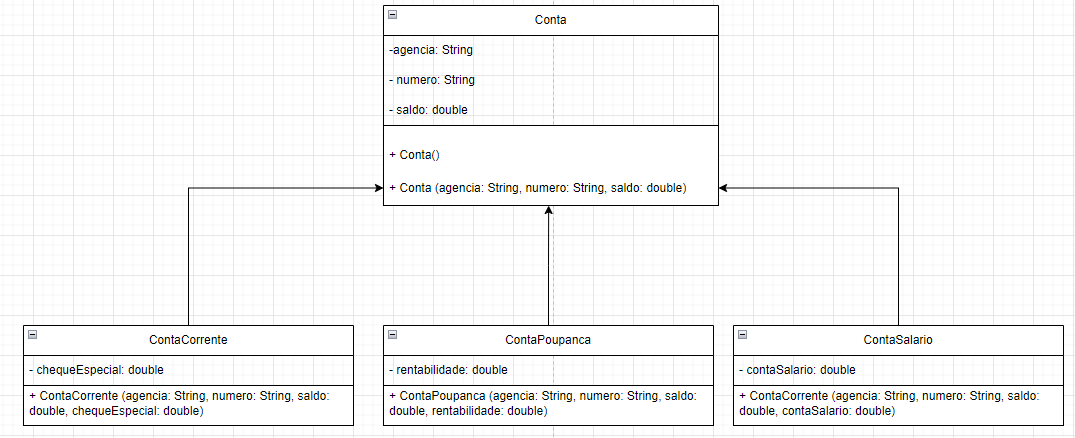 Conta
-agencia: String
- numero: String
- saldo: double
+ Conta()
+ Conta (agencia: String, numero: String, saldo: double)
ContaCorrente
- chequeEspecial: double
+ ContaCorrente (agencia: String, numero: String, saldo:
double, chequeEspecial: double)
ContaPoupanca
- rentabilidade: double
+ ContaPoupanca (agencia: String, numero: String, saldo:
double, rentabilidade: double)
ContaSalario
- contaSalario: double
+ ContaCorrente (agencia: String, numero: String, saldo:
double, contaSalario: double)